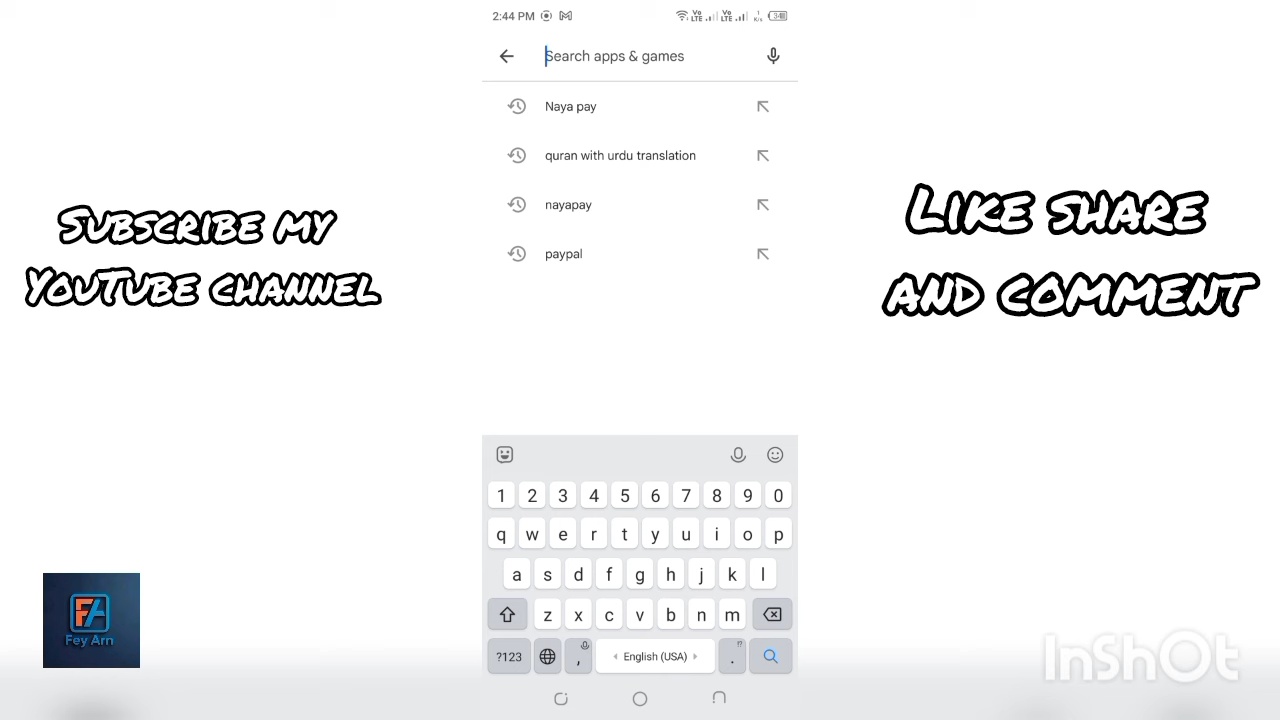 2:44 PM
Search apps & games
Naya pay
quran with urdu translation
nayapay
paypal
Subscribe my
YouTube channel
Like share
and comment
1 2 3 4 5 6 7 8 9 0
q w e r t y u i o p
a s d f g h j k l
z x c v b n m
?123 , English (USA) .
FA
Fey Arn
InShOt